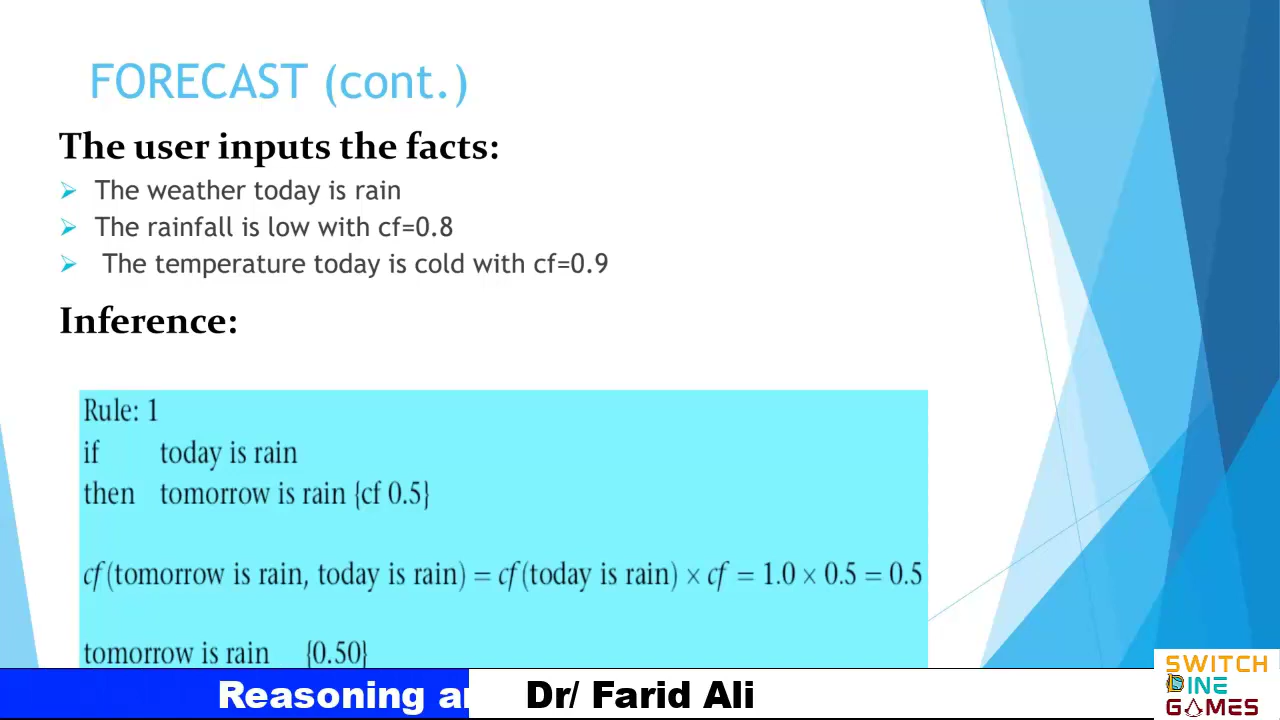 FORECAST (cont.)
The user inputs the facts:
The weather today is rain
The rainfall is low with cf=0.8
The temperature today is cold with cf=0.9
Inference:
Rule: 1
if today is rain
then tomorrow is rain {cf 0.5}
cf (tomorrow is rain, today is rain) = cf (today is rain) × cf = 1.0 × 0.5 = 0.5
tomorrow is rain {0.50}
Reasoning a
Dr/ Farid Ali
SWITCH
DINE
GAMES